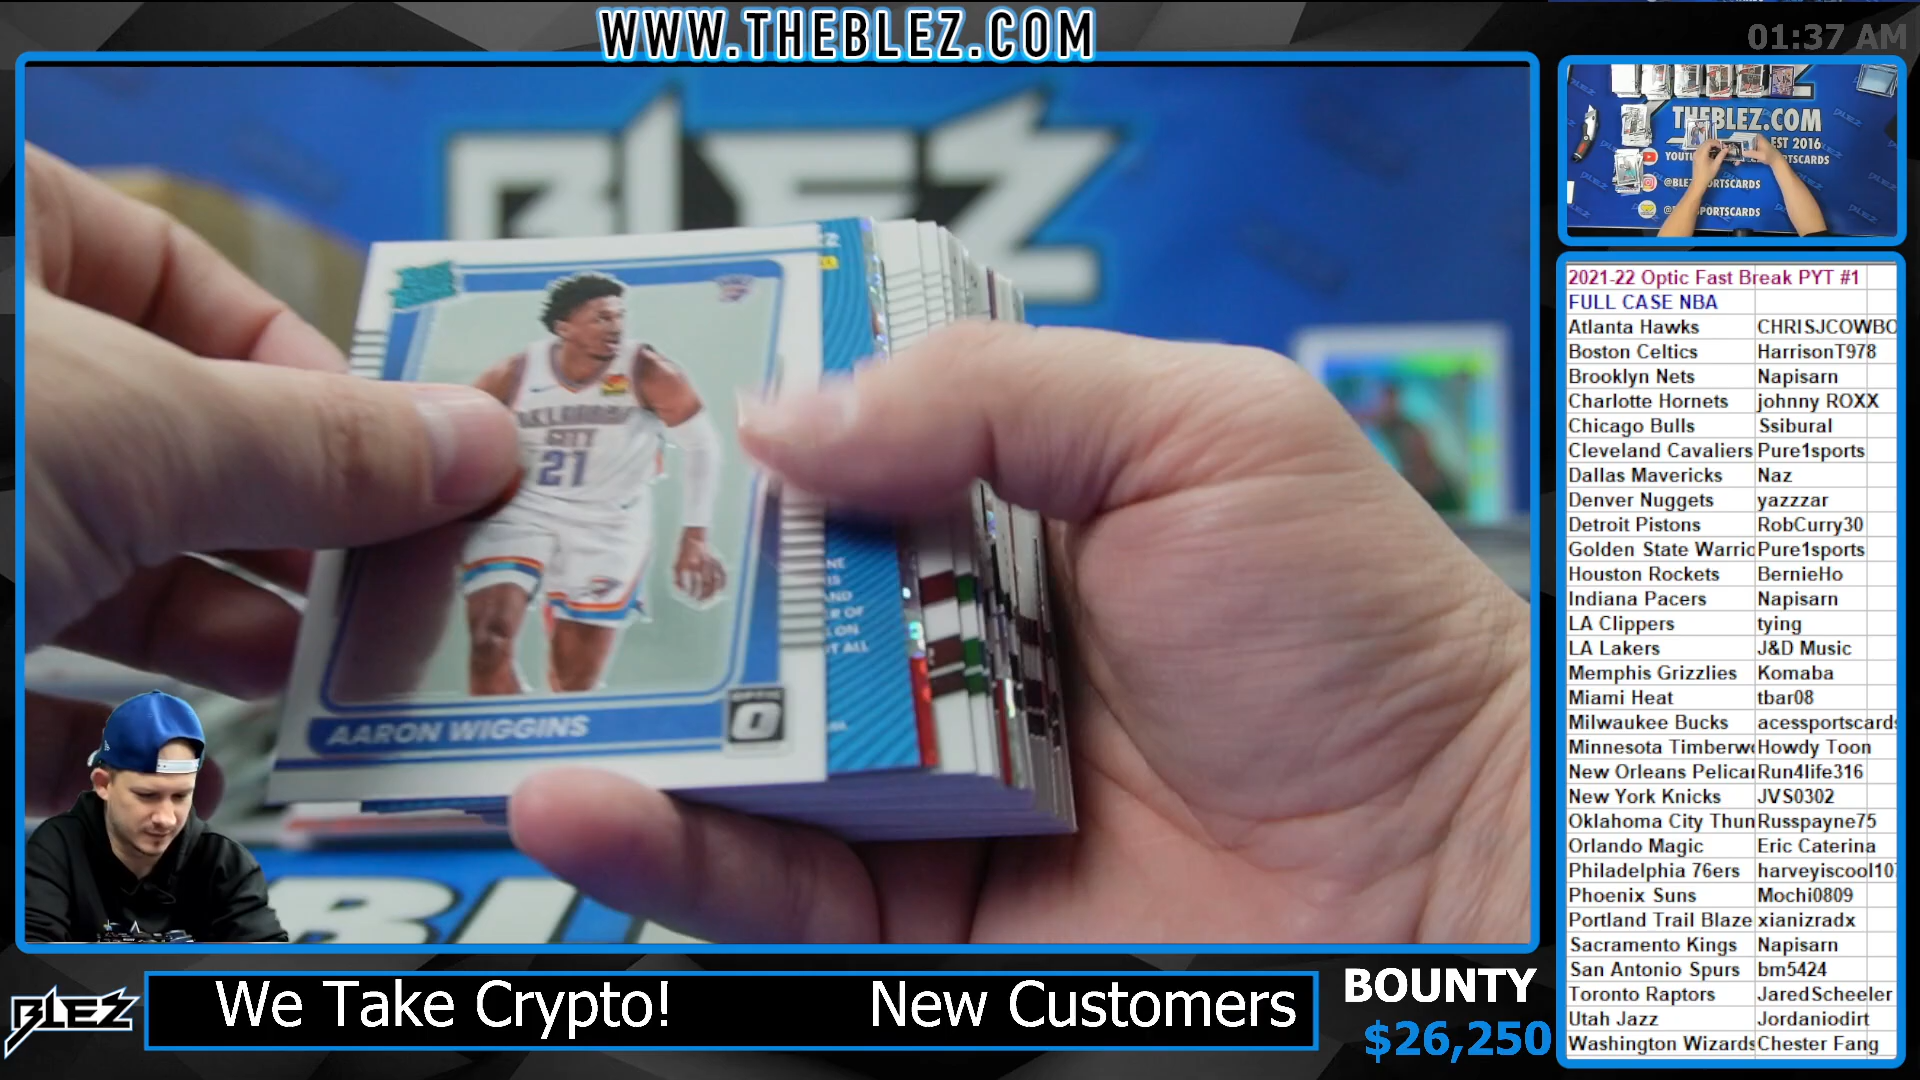 WWW.THEBLEZ.COM
01:37 AM
BLEZ
THEBLEZ.COM
EST 2016
OKLAHOMA
CITY
21
AARON WIGGINS
OPTIC
2021-22 Optic Fast Break PYT #1
FULL CASE NBA
Atlanta Hawks CHRISJCOWBO
Boston Celtics HarrisonT978
Brooklyn Nets Napisarn
Charlotte Hornets johnny ROXX
Chicago Bulls Ssibural
Cleveland Cavaliers Pure1sports
Dallas Mavericks Naz
Denver Nuggets yazzzar
Detroit Pistons RobCurry30
Golden State Warrio Pure1sports
Houston Rockets BernieHo
Indiana Pacers Napisarn
LA Clippers tying
LA Lakers J&D Music
Memphis Grizzlies Komaba
Miami Heat tbar08
Milwaukee Bucks acessportscards
Minnesota Timberwo Howdy Toon
New Orleans Pelica Run4life316
New York Knicks JVS0302
Oklahoma City Thun Russpayne75
Orlando Magic Eric Caterina
Philadelphia 76ers harveyiscool10
Phoenix Suns Mochi0809
Portland Trail Blaze xianizradx
Sacramento Kings Napisarn
San Antonio Spurs bm5424
Toronto Raptors JaredScheeler
Utah Jazz Jordaniodirt
Washington Wizards Chester Fang
BLEZ
We Take Crypto! New Customers
BOUNTY
$26,250